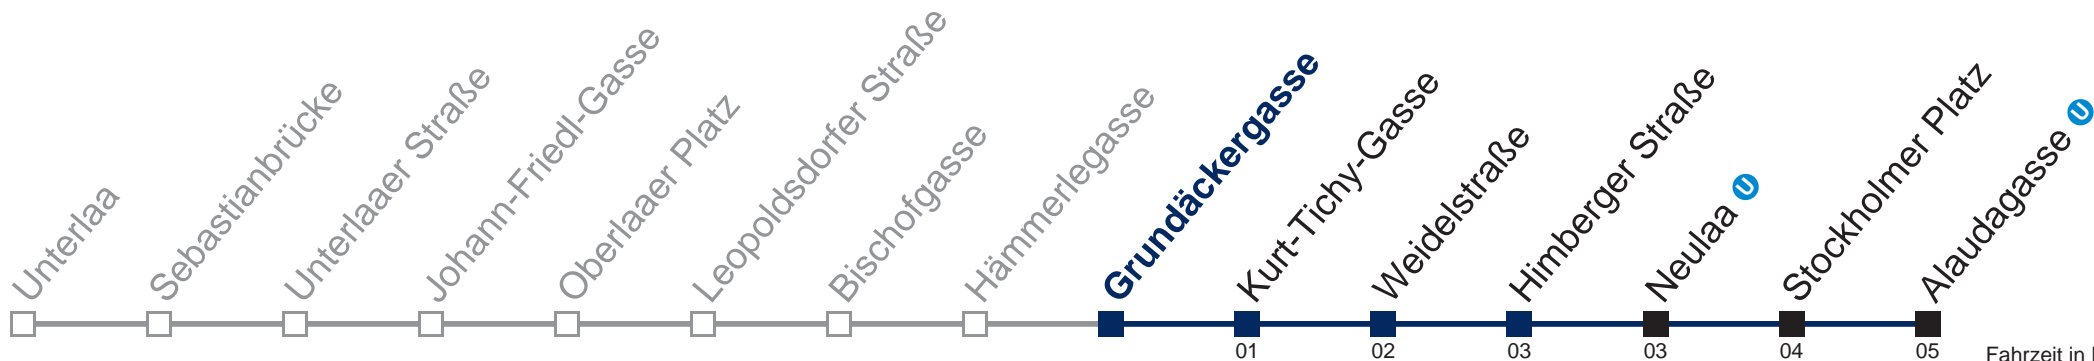 Unterlaa
Sebastianbrücke
Unterlaaer Straße
Johann-Friedl-Gasse
Oberlaaer Platz
Leopoldsdorfer Straße
Bischofgasse
Hämmerlegasse
Grundäckergasse
Kurt-Tichy-Gasse
Weidelstraße
Himberger Straße
Neulaa U
Stockholmer Platz
Alaudagasse U
01 02 03 03 04 05
Fahrzeit in